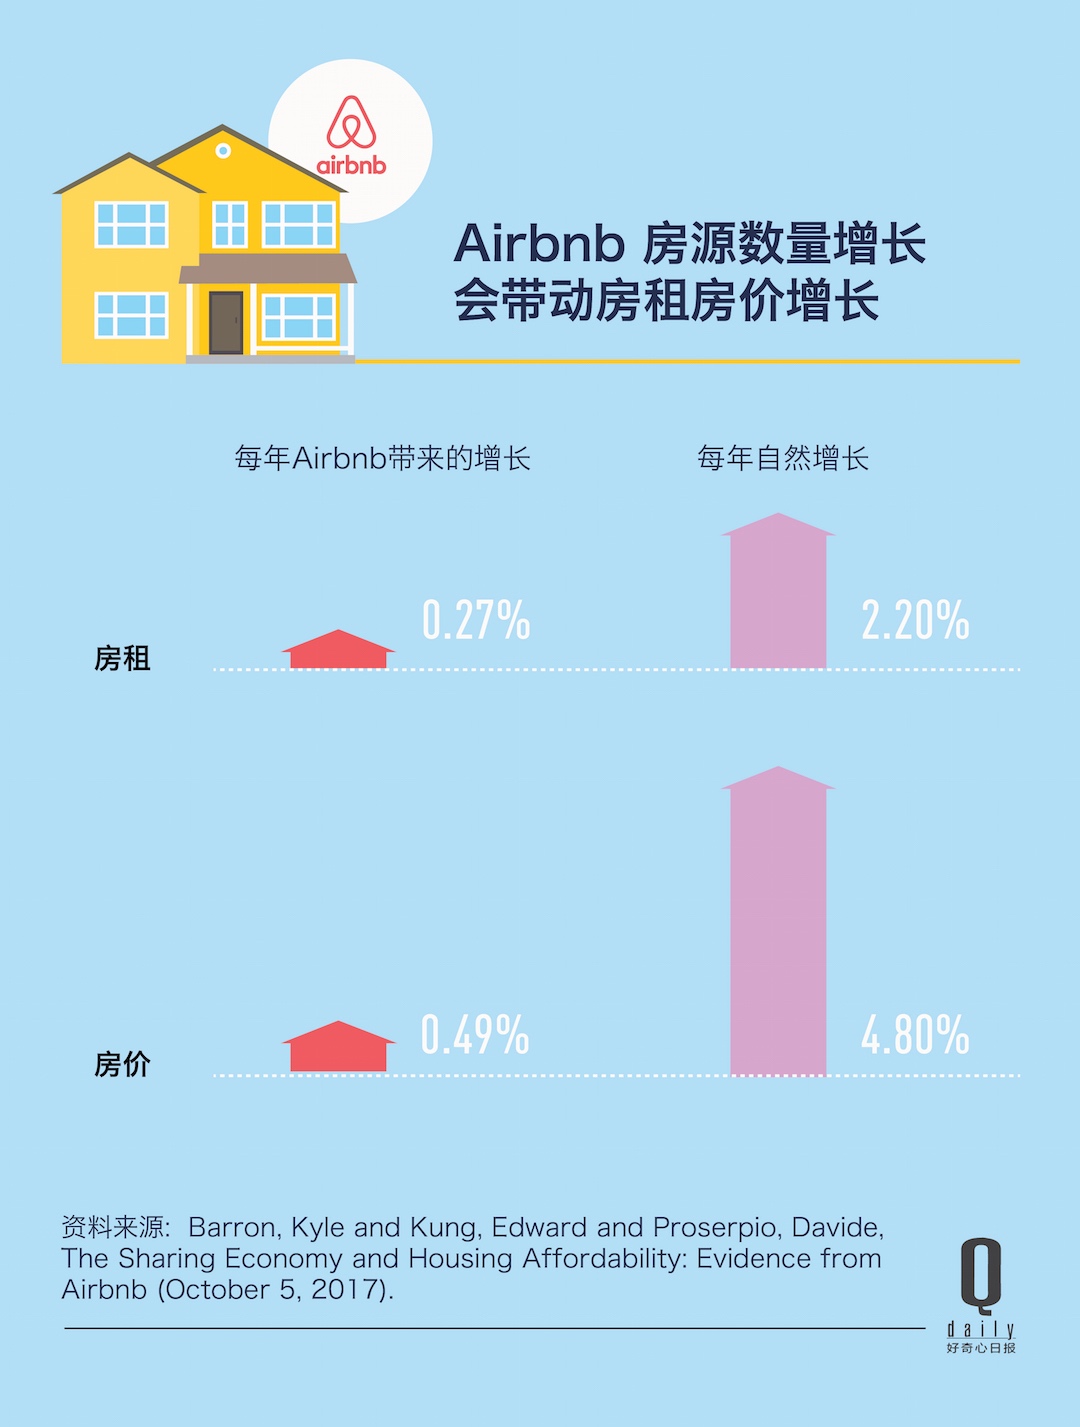 airbnb
Airbnb 房源数量增长
会带动房租房价增长
每年Airbnb带来的增长
每年自然增长
0.27%
2.20%
房租
0.49%
4.80%
房价
资料来源: Barron, Kyle and Kung, Edward and Proserpio, Davide,
The Sharing Economy and Housing Affordability: Evidence from
Airbnb (October 5, 2017).
Q
daily
好奇心日报